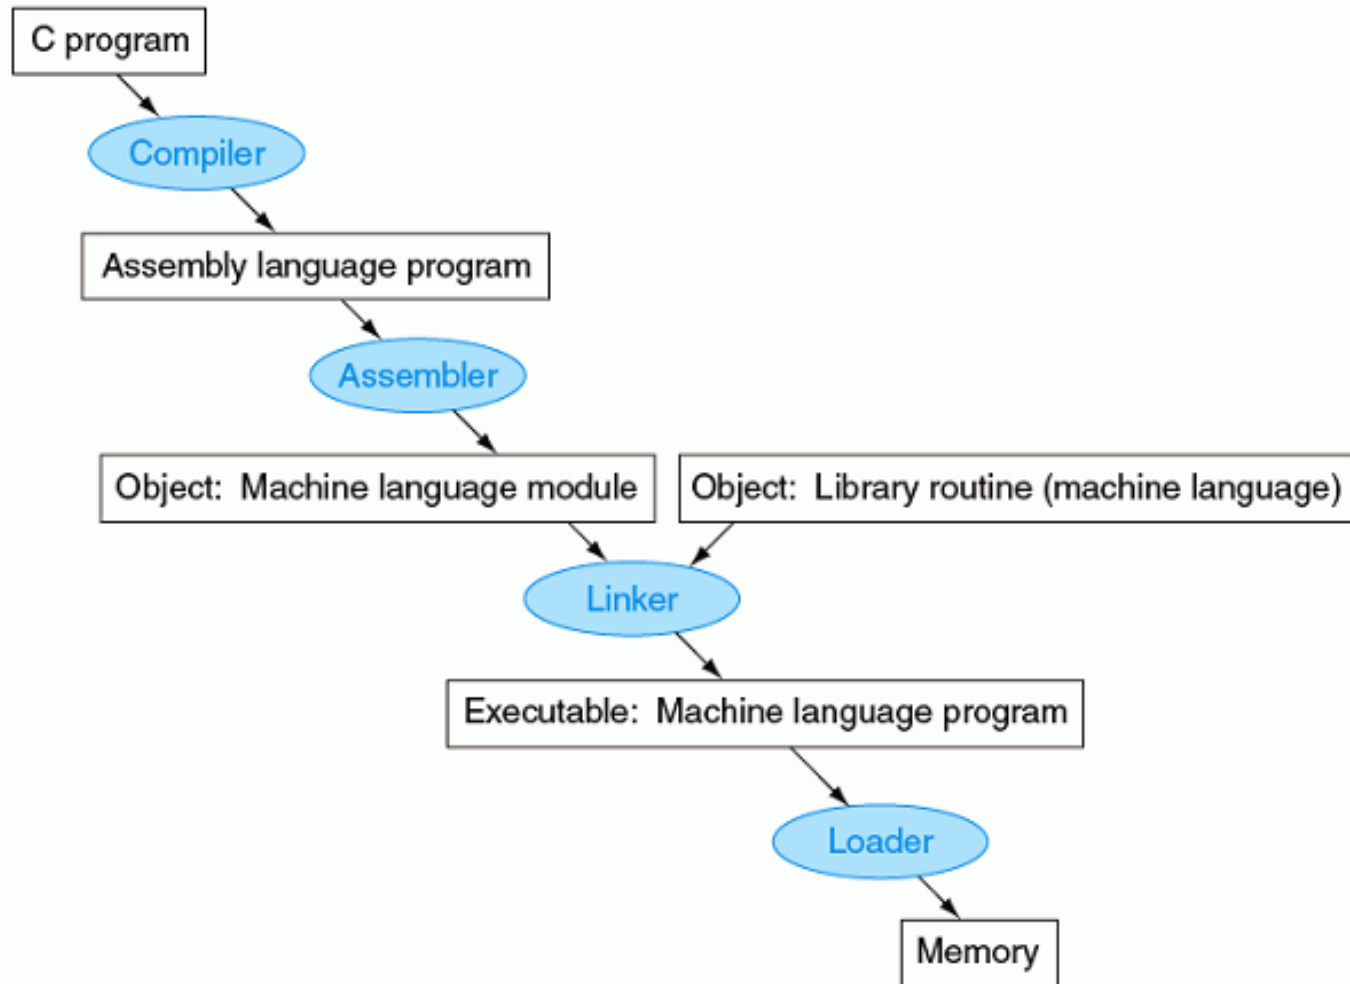 C program
Compiler
Assembly language program
Assembler
Object: Machine language module
Object: Library routine (machine language)
Linker
Executable: Machine language program
Loader
Memory